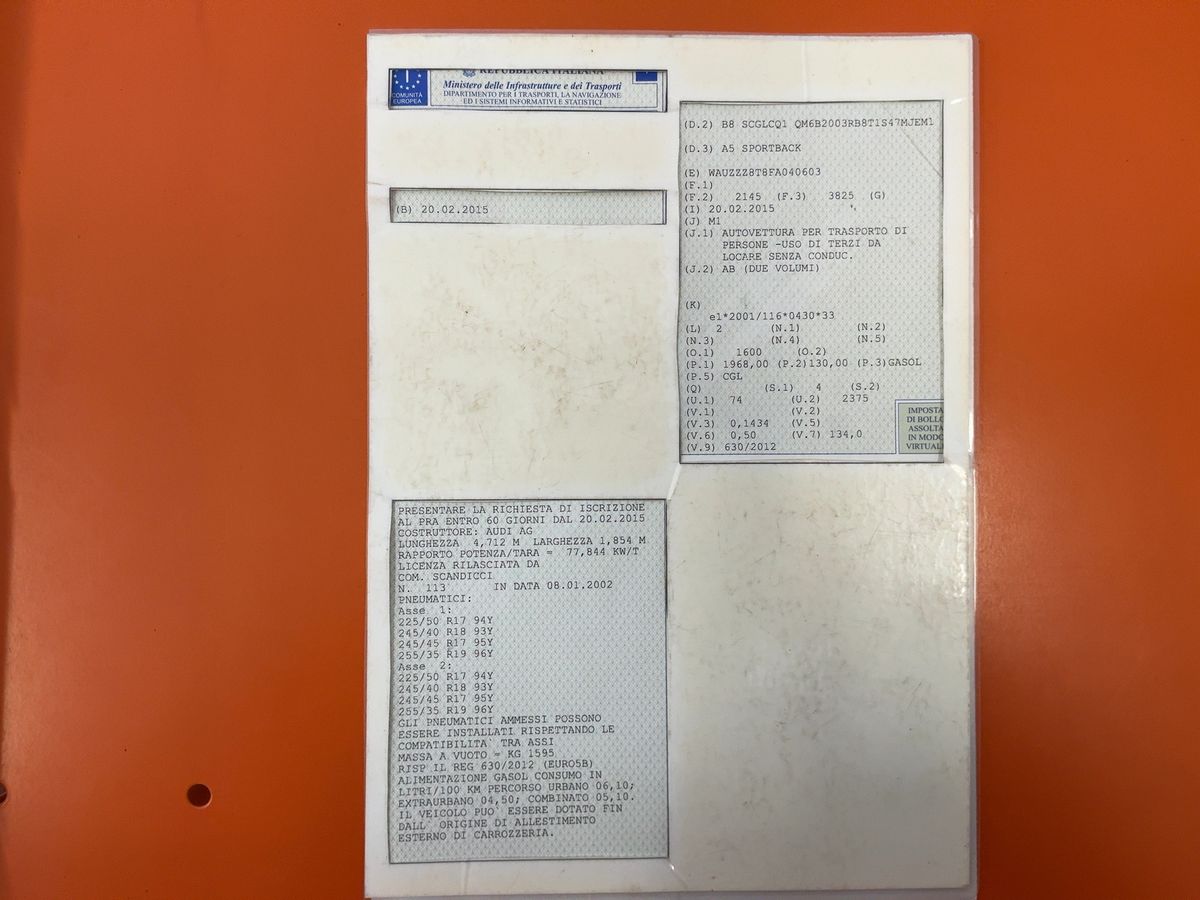 REPUBBLICA ITALIANA
COMUNITÀ
EUROPEA
Ministero delle Infrastrutture e dei Trasporti
DIPARTIMENTO PER I TRASPORTI, LA NAVIGAZIONE
ED I SISTEMI INFORMATIVI E STATISTICI
(B) 20.02.2015
PRESENTARE LA RICHIESTA DI ISCRIZIONE
AL PRA ENTRO 60 GIORNI DAL 20.02.2015
COSTRUTTORE: AUDI AG
LUNGHEZZA 4,712 M LARGHEZZA 1,854 M
RAPPORTO POTENZA/TARA = 77,844 KW/T
LICENZA RILASCIATA DA
COM. SCANDICCI
N. 113 IN DATA 08.01.2002
PNEUMATICI:
Asse 1:
225/50 R17 94Y
245/40 R18 93Y
245/45 R17 95Y
255/35 R19 96Y
Asse 2:
225/50 R17 94Y
245/40 R18 93Y
245/45 R17 95Y
255/35 R19 96Y
GLI PNEUMATICI AMMESSI POSSONO
ESSERE INSTALLATI RISPETTANDO LE
COMPATIBILITA` TRA ASSI
MASSA A VUOTO = KG 1595
RISP IL REG 630/2012 (EURO5B)
ALIMENTAZIONE GASOL CONSUMO IN
LITRI/100 KM PERCORSO URBANO 06,10;
EXTRAURBANO 04,50; COMBINATO 05,10.
IL VEICOLO PUO` ESSERE DOTATO FIN
DALL` ORIGINE DI ALLESTIMENTO
ESTERNO DI CARROZZERIA.
(D.2) B8 SCGLCQ1 QM6B2003RB8T1S47MJEM1
(D.3) A5 SPORTBACK
(E) WAUZZZ8T8FA040603
(F.1)
(F.2) 2145 (F.3) 3825 (G)
(I) 20.02.2015
(J) M1
(J.1) AUTOVETTURA PER TRASPORTO DI
PERSONE -USO DI TERZI DA
LOCARE SENZA CONDUC.
(J.2) AB (DUE VOLUMI)
(K)
e1*2001/116*0430*33
(L) 2 (N.1) (N.2)
(N.3) (N.4) (N.5)
(O.1) 1600 (O.2)
(P.1) 1968,00 (P.2)130,00 (P.3)GASOL
(P.5) CGL
(Q) (S.1) 4 (S.2)
(U.1) 74 (U.2) 2375
(V.1) (V.2)
(V.3) 0,1434 (V.5)
(V.6) 0,50 (V.7) 134,0
(V.9) 630/2012
IMPOSTA
DI BOLLO
ASSOLTA
IN MODO
VIRTUAL